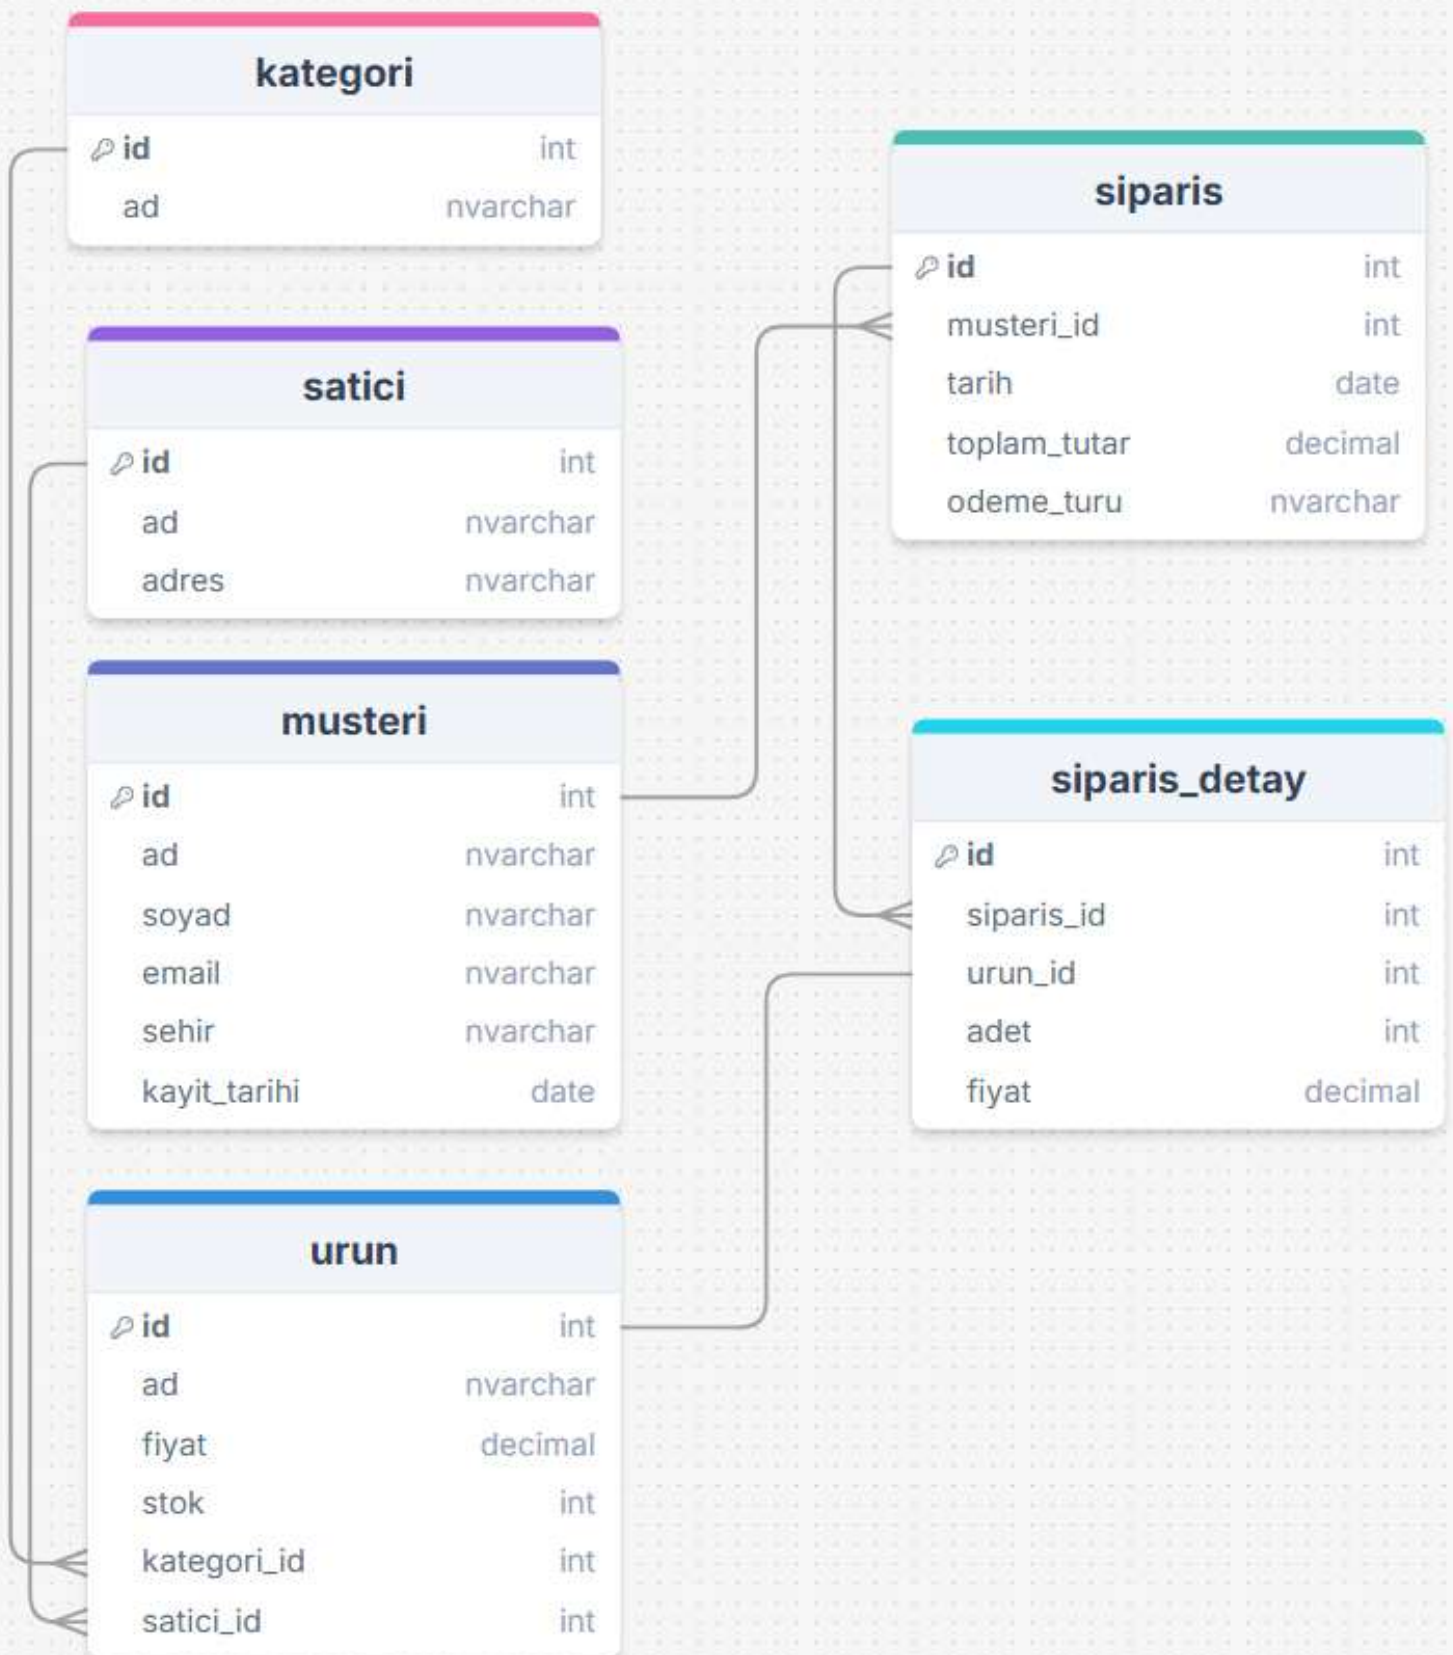 kategori
id int
ad nvarchar
satici
id int
ad nvarchar
adres nvarchar
musteri
id int
ad nvarchar
soyad nvarchar
email nvarchar
sehir nvarchar
kayit_tarihi date
urun
id int
ad nvarchar
fiyat decimal
stok int
kategori_id int
satici_id int
siparis
id int
musteri_id int
tarih date
toplam_tutar decimal
odeme_turu nvarchar
siparis_detay
id int
siparis_id int
urun_id int
adet int
fiyat decimal